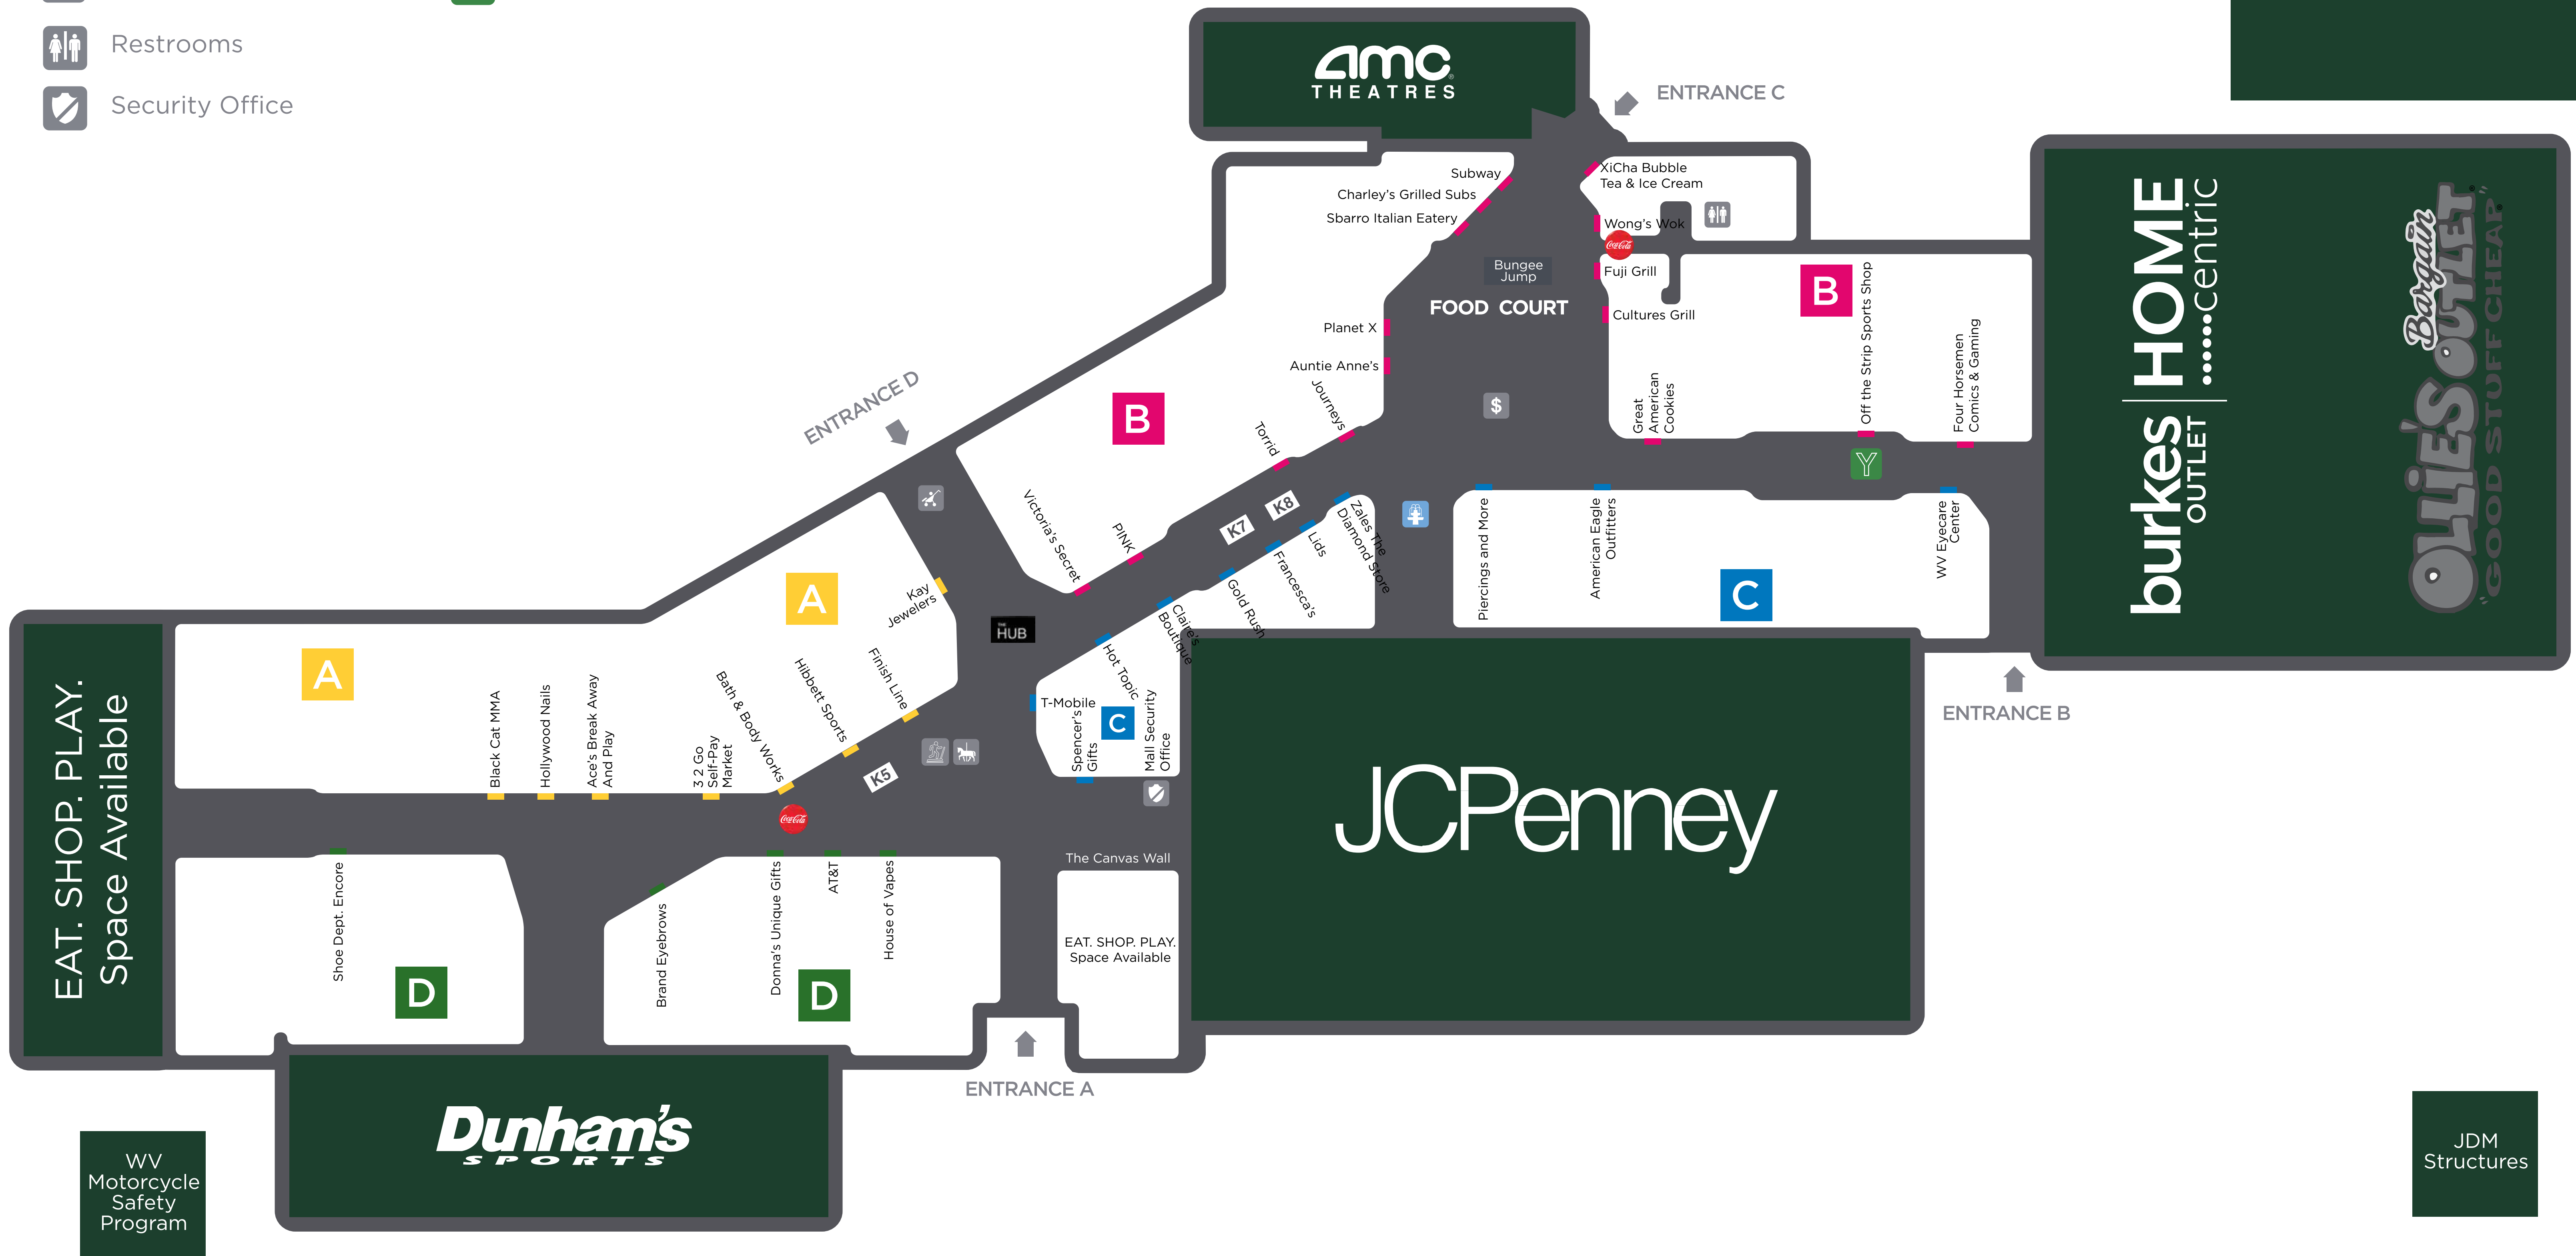 Restrooms
Security Office
amc
THEATRES
ENTRANCE C
Subway
Charley's Grilled Subs
Sbarro Italian Eatery
XiCha Bubble
Tea & Ice Cream
Wong's Wok
Coca-Cola
Bungee
Jump
Fuji Grill
FOOD COURT
Cultures Grill
Planet X
Auntie Anne's
Journeys
Torrid
$
B
Great
American
Cookies
Off the Strip Sports Shop
Four Horsemen
Comics & Gaming
Y
burkes
OUTLET
HOME
centric
OLLIE'S
Bargain
OUTLET
"GOOD STUFF CHEAP"
ENTRANCE D
B
Victoria's Secret
PINK
K7
K8
Zales The
Diamond Store
Lids
Francesca's
Gold Rush
Claire's
Boutique
Hot Topic
T-Mobile
C
Spencer's
Gifts
Mall Security
Office
Piercings and More
American Eagle
Outfitters
C
WV Eyecare
Center
ENTRANCE B
A
Kay
Jewelers
THE
HUB
Finish Line
Hibbett Sports
Bath & Body Works
K5
A
Black Cat MMA
Hollywood Nails
Ace's Break Away
And Play
3 2 Go
Self-Pay
Market
Coca-Cola
EAT. SHOP. PLAY.
Space Available
Shoe Dept. Encore
D
Brand Eyebrows
Donna's Unique Gifts
AT&T
House of Vapes
D
The Canvas Wall
EAT. SHOP. PLAY.
Space Available
JCPenney
ENTRANCE A
DUNHAM'S
SPORTS
WV
Motorcycle
Safety
Program
JDM
Structures